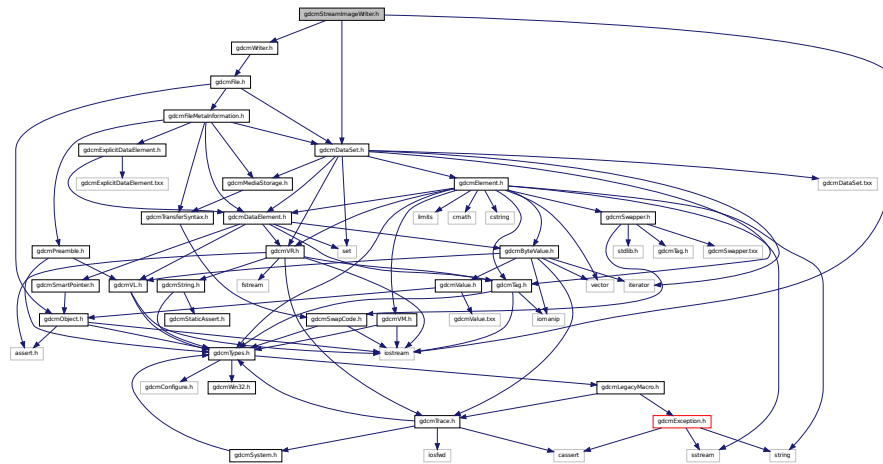 gdcmStreamImageWriter.h
gdcmWriter.h
gdcmFile.h
gdcmFileMetaInformation.h
gdcmExplicitDataElement.h
gdcmDataSet.h
gdcmExplicitDataElement.txx
gdcmMediaStorage.h
gdcmElement.h
gdcmDataSet.txx
gdcmTransferSyntax.h
gdcmDataElement.h
limits
cmath
cstring
gdcmSwapper.h
gdcmPreamble.h
gdcmVR.h
set
gdcmByteValue.h
stdlib.h
gdcmTag.h
gdcmSwapper.txx
gdcmSmartPointer.h
gdcmVL.h
gdcmString.h
fstream
gdcmValue.h
gdcmTag.h
vector
iterator
gdcmObject.h
gdcmStaticAssert.h
gdcmSwapCode.h
gdcmVM.h
gdcmValue.txx
iomanip
assert.h
gdcmTypes.h
iostream
gdcmConfigure.h
gdcmWin32.h
gdcmLegacyMacro.h
gdcmTrace.h
gdcmException.h
gdcmSystem.h
iosfwd
cassert
sstream
string